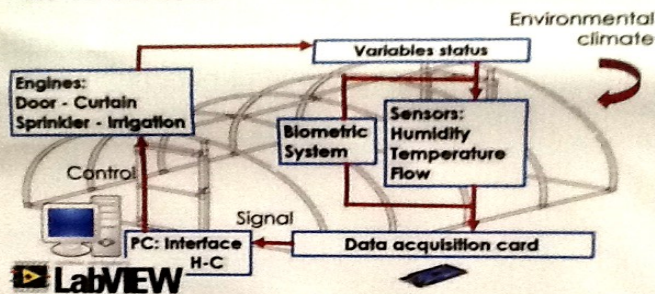 Environmental
climate
Variables status
Engines:
Door - Curtain
Sprinkler - Irrigation
Biometric
System
Sensors:
Humidity
Temperature
Flow
Control
Signal
PC: Interface
H-C
Data acquisition card
LabVIEW